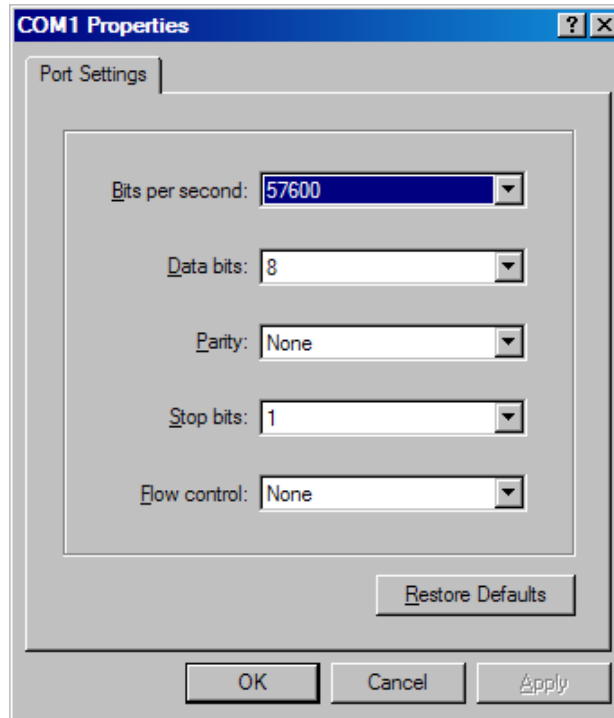 COM1 Properties
Port Settings
Bits per second: 57600
Data bits: 8
Parity: None
Stop bits: 1
Flow control: None
Restore Defaults
OK Cancel Apply